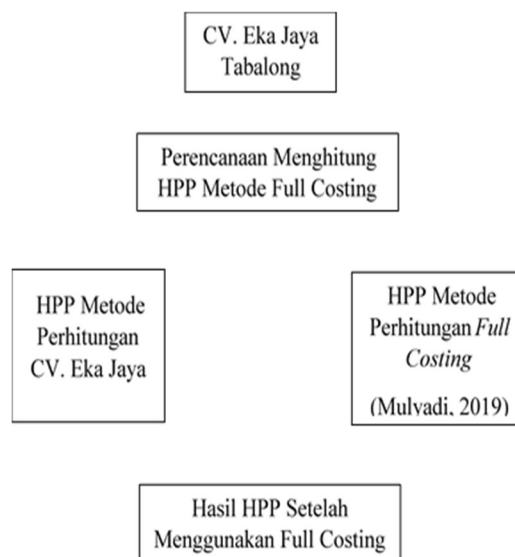 CV. Eka Jaya
Tabalong
Perencanaan Menghitung
HPP Metode Full Costing
HPP Metode
Perhitungan
CV. Eka Jaya
HPP Metode
Perhitungan Full
Costing
(Mulyadi, 2019)
Hasil HPP Setelah
Menggunakan Full Costing